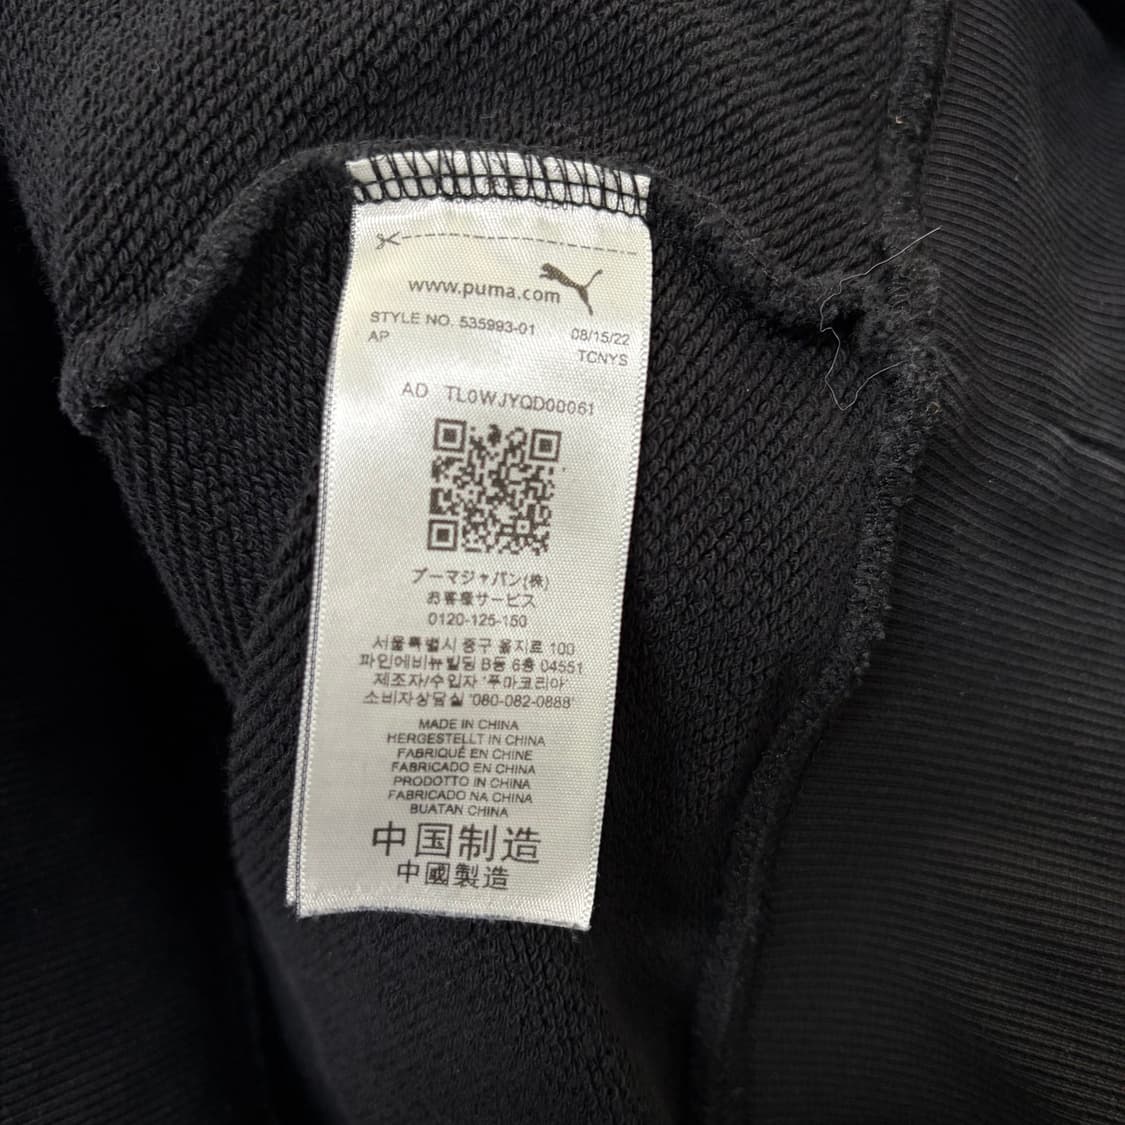 www.puma.com
STYLE NO. 535993-01 08/15/22
AP TCNYS
AD TL0WJYQD00061
プーマジャパン(株)
お客様サービス
0120-125-150
서울특별시 중구 을지로 100
파인에비뉴빌딩 B동 6층 04551
제조자/수입자 '푸마코리아'
소비자상담실 '080-082-0888'
MADE IN CHINA
HERGESTELLT IN CHINA
FABRIQUÉ EN CHINE
FABRICADO EN CHINA
PRODOTTO IN CHINA
FABRICADO NA CHINA
BUATAN CHINA
中国制造
中國製造